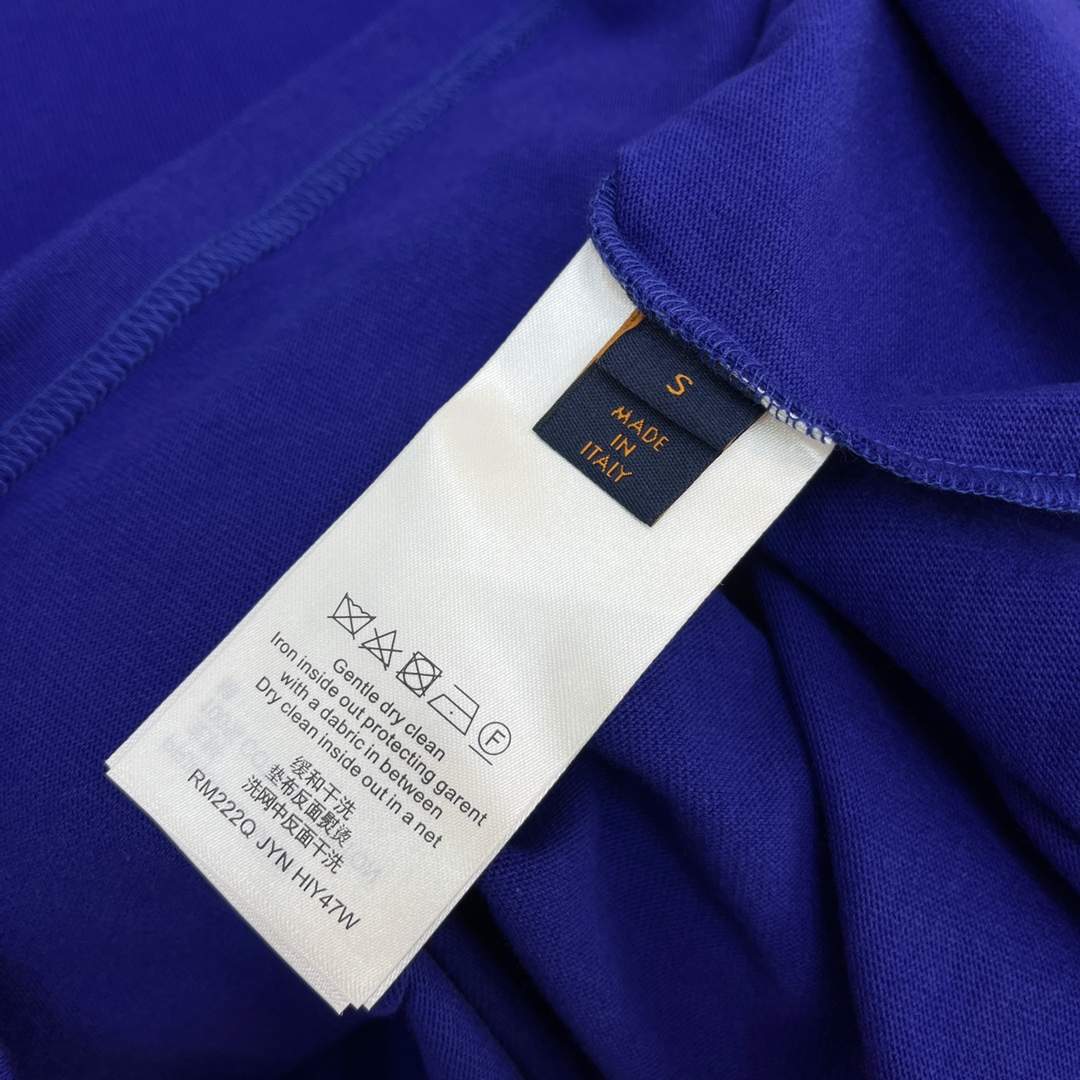 S
MADE
IN
ITALY
F
Gentle dry clean
Iron inside out protecting garent
with a dabric in between
Dry clean inside out in a net
缓和干洗
垫布反面熨烫
洗网中反面干洗
RM222Q JYN HIY47W